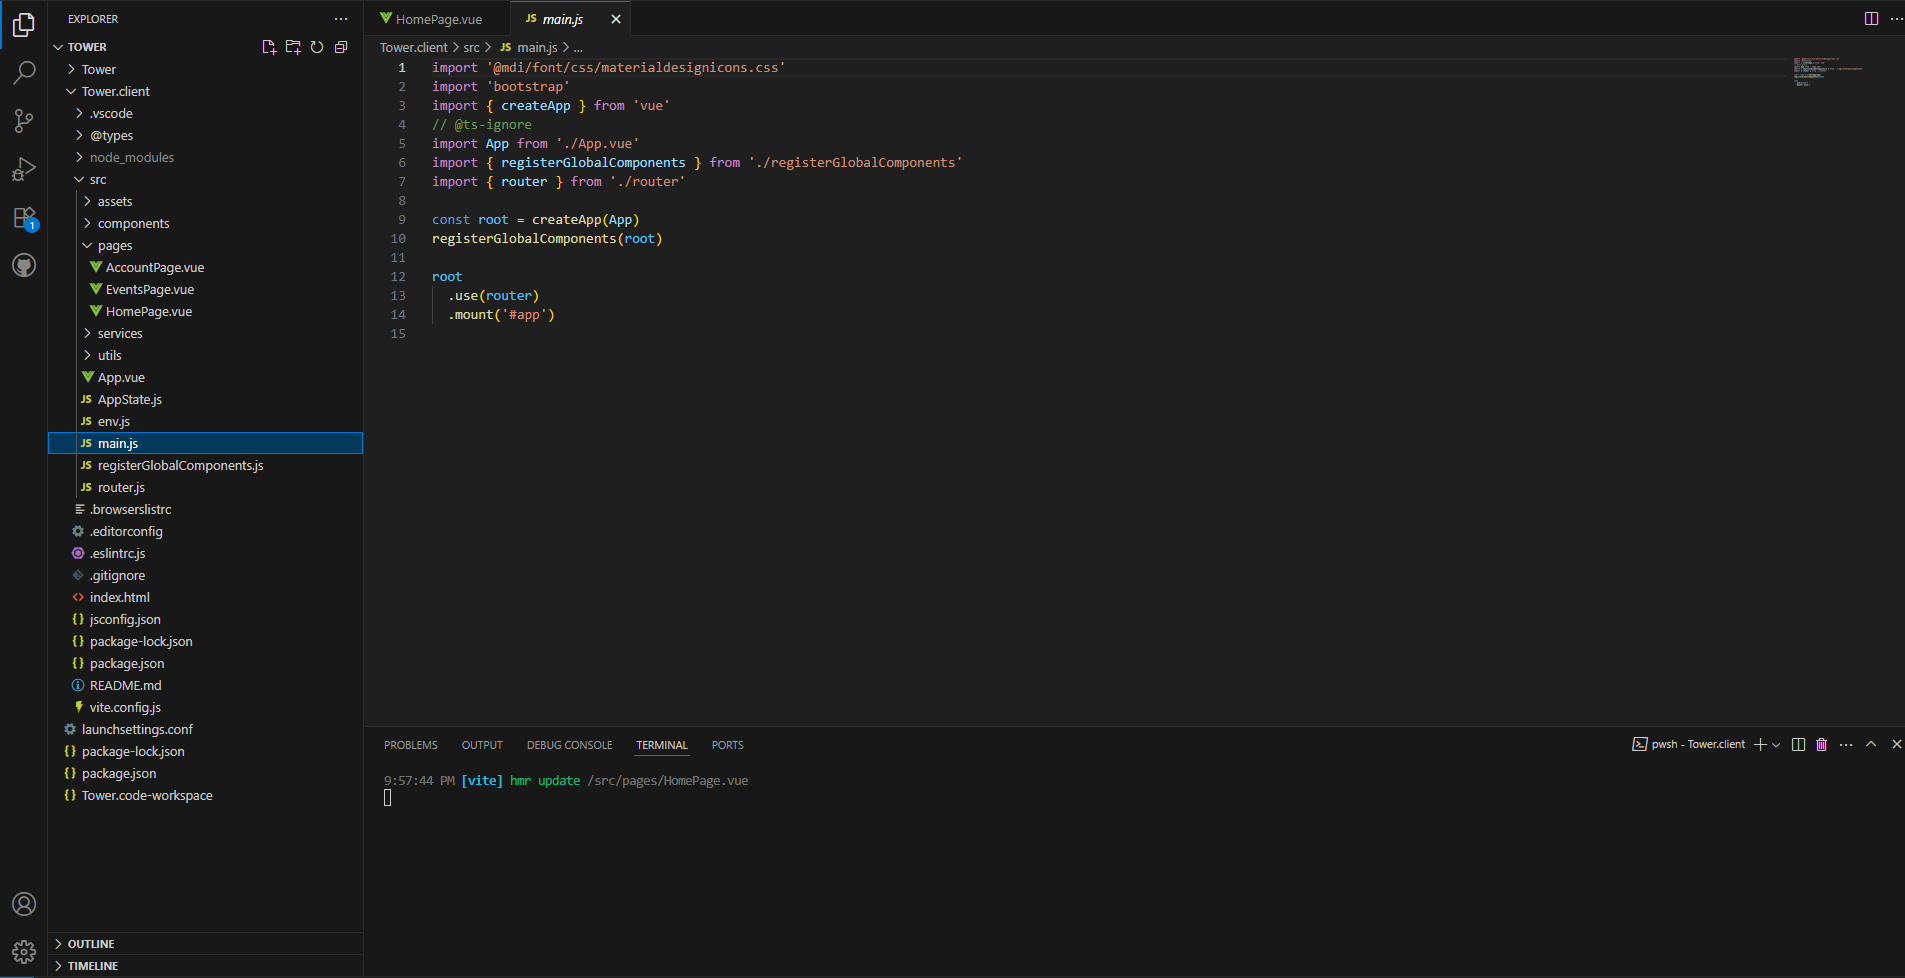 EXPLORER
TOWER
Tower
Tower.client
.vscode
@types
node_modules
src
assets
components
pages
AccountPage.vue
EventsPage.vue
HomePage.vue
services
utils
App.vue
JS AppState.js
JS env.js
JS main.js
JS registerGlobalComponents.js
JS router.js
.browserslistrc
.editorconfig
.eslintrc.js
.gitignore
index.html
{} jsconfig.json
{} package-lock.json
{} package.json
README.md
vite.config.js
launchsettings.conf
{} package-lock.json
{} package.json
{} Tower.code-workspace
OUTLINE
TIMELINE
1
HomePage.vue
JS main.js
Tower.client > src > JS main.js > ...
1 import '@mdi/font/css/materialdesignicons.css'
2 import 'bootstrap'
3 import { createApp } from 'vue'
4 // @ts-ignore
5 import App from './App.vue'
6 import { registerGlobalComponents } from './registerGlobalComponents'
7 import { router } from './router'
8
9 const root = createApp(App)
10 registerGlobalComponents(root)
11
12 root
13 .use(router)
14 .mount('#app')
15
PROBLEMS OUTPUT DEBUG CONSOLE TERMINAL PORTS
pwsh - Tower.client
9:57:44 PM [vite] hmr update /src/pages/HomePage.vue